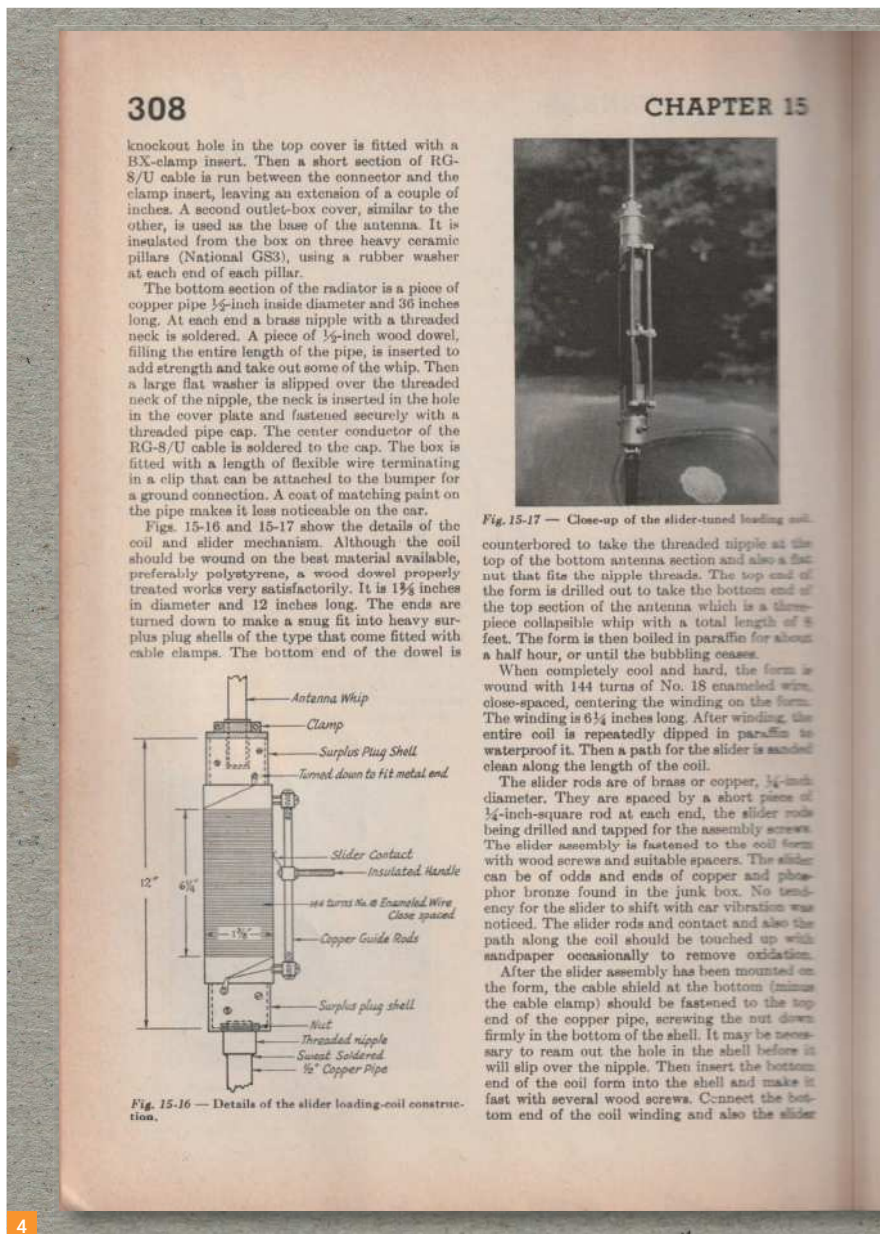 308
CHAPTER 15
knockout hole in the top cover is fitted with a
BX-clamp insert. Then a short section of RG-
8/U cable is run between the connector and the
clamp insert, leaving an extension of a couple of
inches. A second outlet-box cover, similar to the
other, is used as the base of the antenna. It is
insulated from the box on three heavy ceramic
pillars (National GS3), using a rubber washer
at each end of each pillar.
The bottom section of the radiator is a piece of
copper pipe ½-inch inside diameter and 36 inches
long. At each end a brass nipple with a threaded
neck is soldered. A piece of ½-inch wood dowel,
filling the entire length of the pipe, is inserted to
add strength and take out some of the whip. Then
a large flat washer is slipped over the threaded
neck of the nipple, the neck is inserted in the hole
in the cover plate and fastened securely with a
threaded pipe cap. The center conductor of the
RG-8/U cable is soldered to the cap. The box is
fitted with a length of flexible wire terminating
in a clip that can be attached to the bumper for
a ground connection. A coat of matching paint on
the pipe makes it less noticeable on the car.
Figs. 15-16 and 15-17 show the details of the
coil and slider mechanism. Although the coil
should be wound on the best material available,
preferably polystyrene, a wood dowel properly
treated works very satisfactorily. It is inches
in diameter and 12 inches long. The ends are
turned down to make a snug fit into heavy sur-
plus plug shells of the type that come fitted with
cable clamps. The bottom end of the dowel is
Antenna Whip
Clamp
Surplus Plug Shell
Turned down to fit metal end
Slider Contact
Insulated Handle
12"
6¼"
turns No. Enameled Wire
Close spaced
Copper Guide Rods
Surplus plug shell
Nut
Threaded nipple
Sweat Soldered
½" Copper Pipe
Fig. 15-16 — Details of the slider loading-coil construc-
tion.
Fig. 15-17 — Close-up of the slider-tuned loading coil.
counterbored to take the threaded nipple at the
top of the bottom antenna section and also a flat
nut that fits the nipple threads. The top end of
the form is drilled out to take the bottom end of
the top section of the antenna which is a three-
piece collapsible whip with a total length of 8
feet. The form is then boiled in paraffin for about
a half hour, or until the bubbling ceases.
When completely cool and hard, the form is
wound with 144 turns of No. 18 enameled wire,
close-spaced, centering the winding on the form.
The winding is 6¼ inches long. After winding, the
entire coil is repeatedly dipped in paraffin to
waterproof it. Then a path for the slider is sanded
clean along the length of the coil.
The slider rods are of brass or copper, ¼-inch
diameter. They are spaced by a short piece of
¼-inch-square rod at each end, the slider rods
being drilled and tapped for the assembly screws.
The slider assembly is fastened to the coil form
with wood screws and suitable spacers. The slider
can be of odds and ends of copper and phos-
phor bronze found in the junk box. No tend-
ency for the slider to shift with car vibration was
noticed. The slider rods and contact and also the
path along the coil should be touched up with
sandpaper occasionally to remove oxidation.
After the slider assembly has been mounted on
the form, the cable shield at the bottom (minus
the cable clamp) should be fastened to the top
end of the copper pipe, screwing the nut down
firmly in the bottom of the shell. It may be neces-
sary to ream out the hole in the shell before it
will slip over the nipple. Then insert the bottom
end of the coil form into the shell and make it
fast with several wood screws. Connect the bot-
tom end of the coil winding and also the slider
4